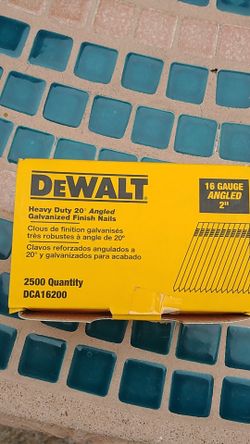 DEWALT
Heavy Duty 20° Angled
Galvanized Finish Nails
Clous de finition galvanisés
très robustes à angle de 20°
Clavos reforzados angulados a
20° y galvanizados para acabado
2500 Quantity
DCA16200
16 GAUGE
ANGLED
2"